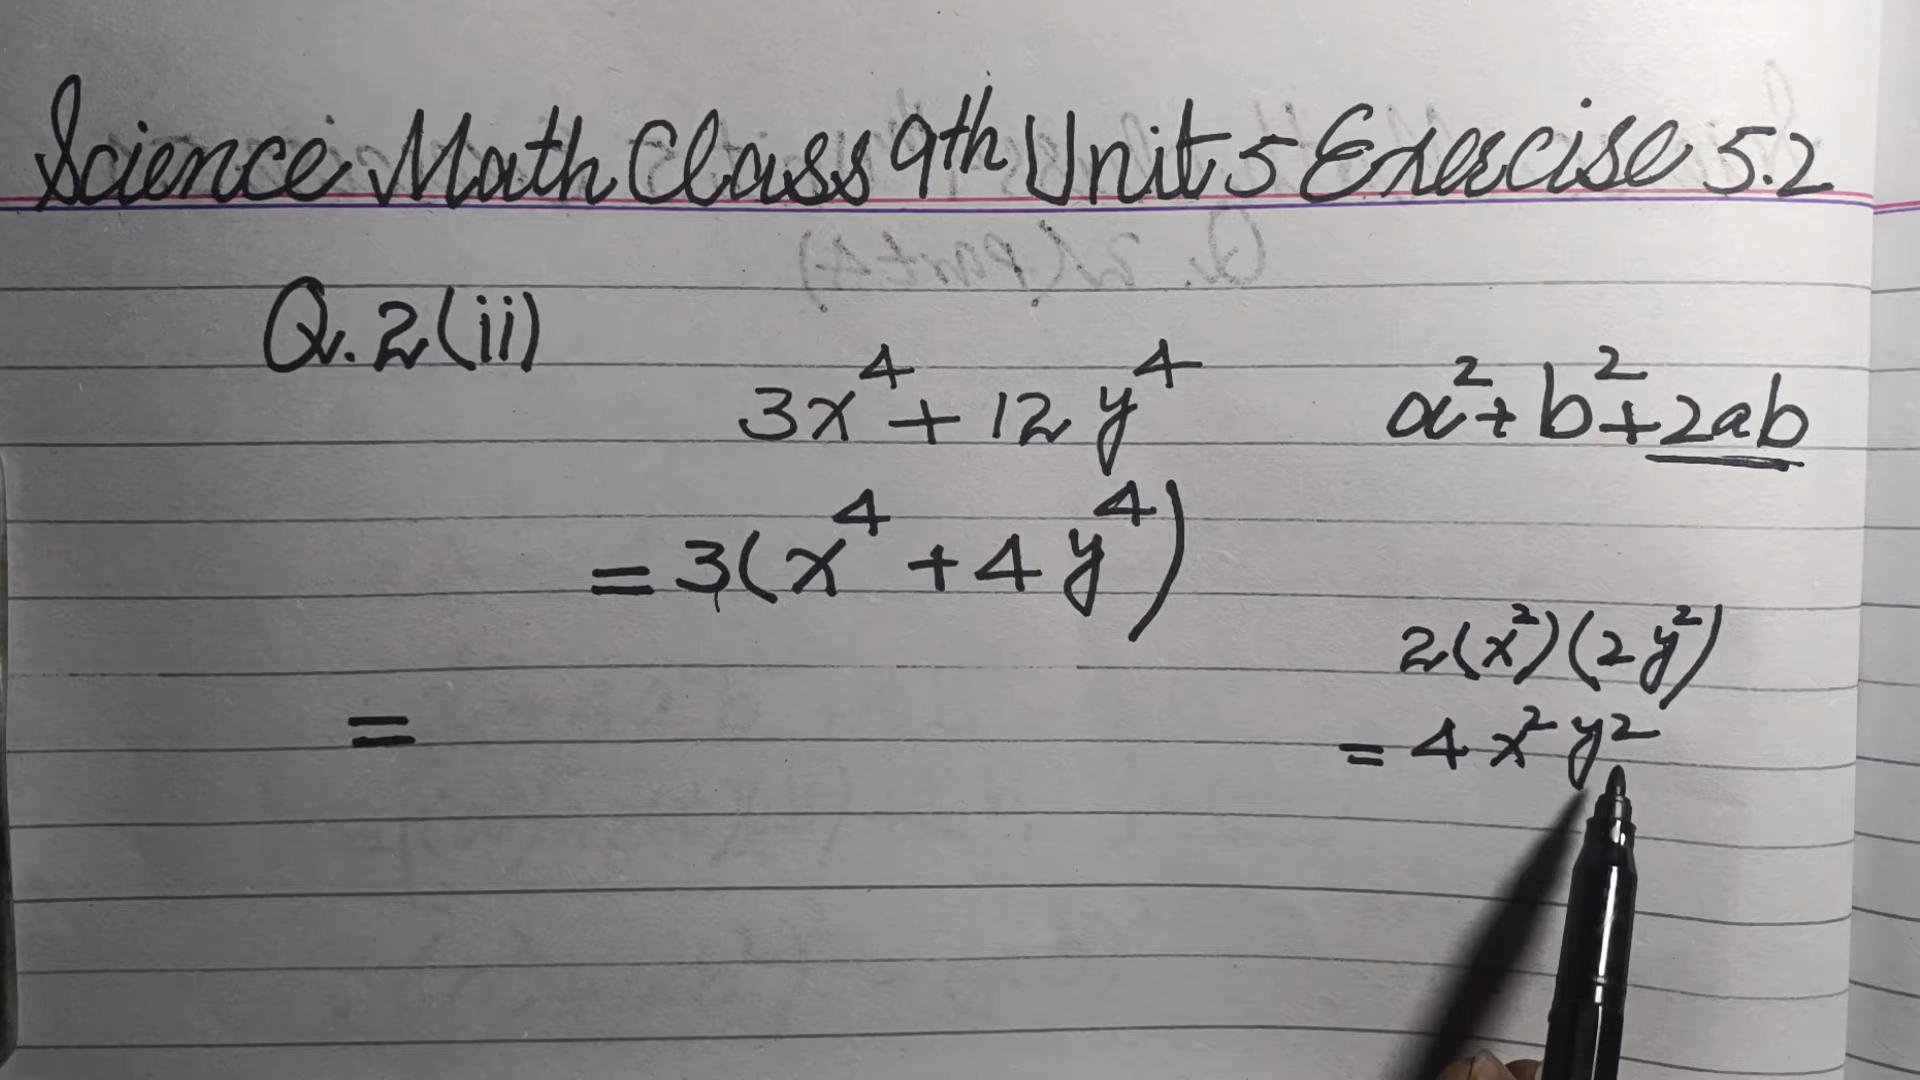 Science Math Class 9th Unit 5 Exercise 5.2
Q.2(ii)
3x⁴ + 12y⁴
a² + b² + 2ab
= 3(x⁴ + 4y⁴)
2(x²)(2y²)
= 4x²y²
=